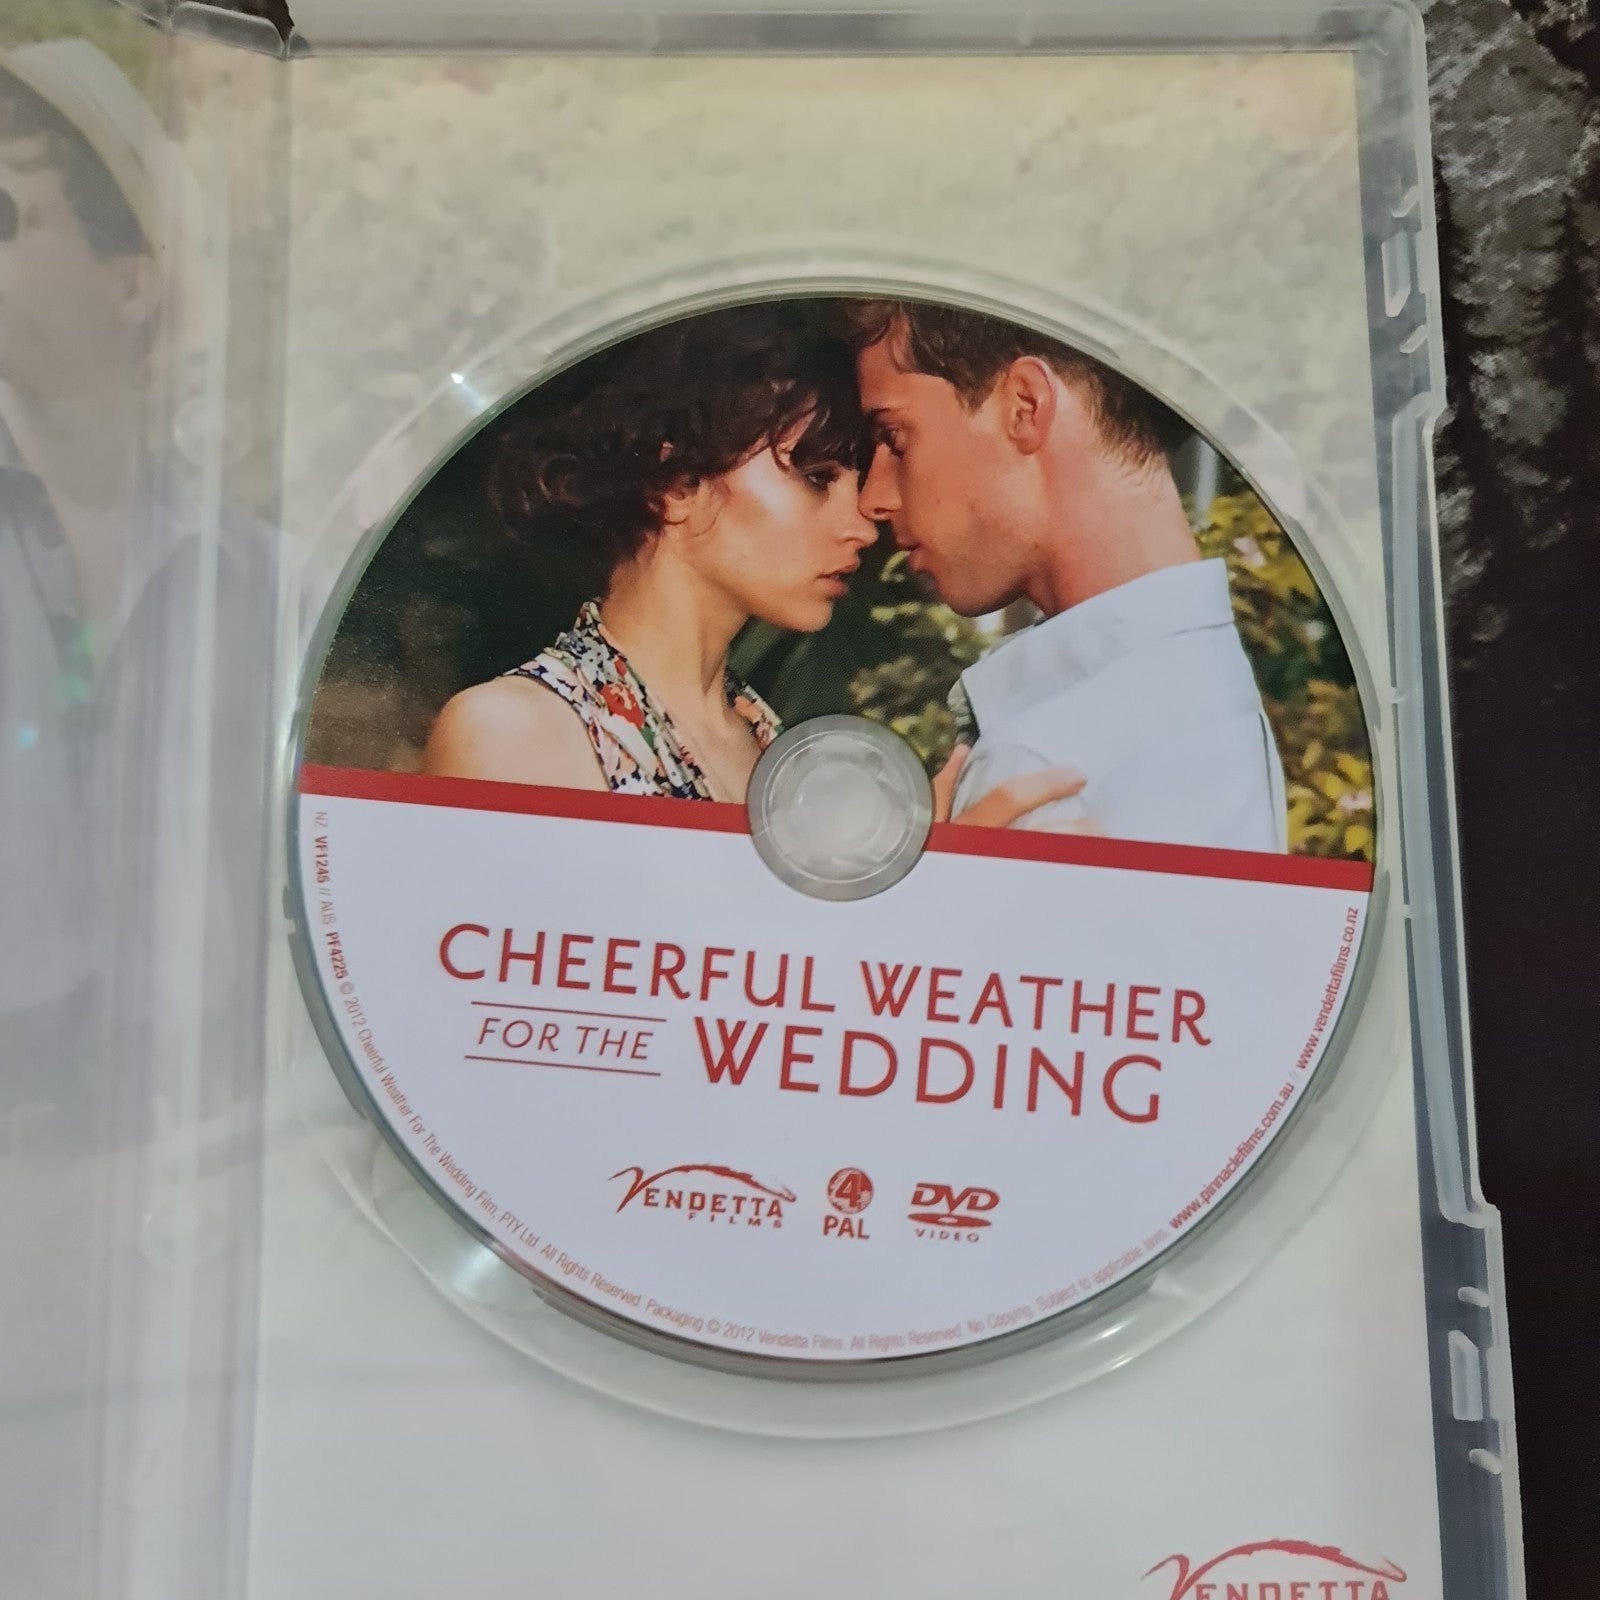 CHEERFUL WEATHER
FOR THE WEDDING
VENDETTA
FILMS
4
PAL
DVD
VIDEO
NZ VF1245 // AUS PF4225 © 2012 Cheerful Weather For The Wedding Film, PTY Ltd. All Rights Reserved. Packaging © 2012 Vendetta Films. All Rights Reserved. No Copying. Subject to applicable laws. www.pinnaclefilms.com.au // www.vendettafilms.co.nz
VENDETTA